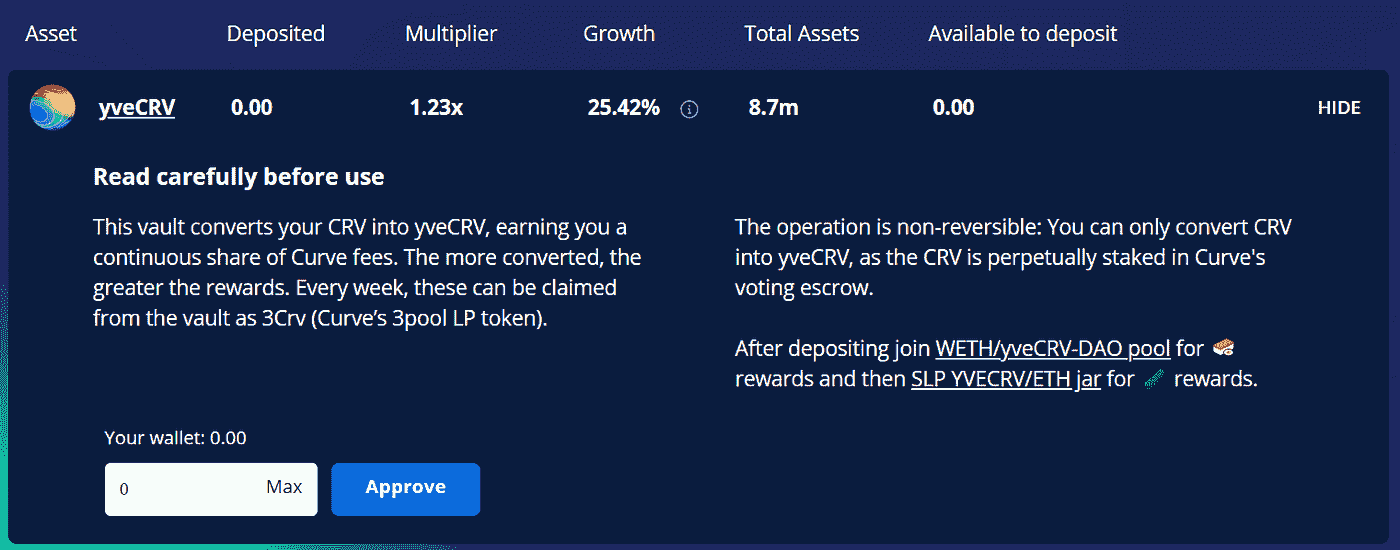 Asset Deposited Multiplier Growth Total Assets Available to deposit
yveCRV 0.00 1.23x 25.42% 8.7m 0.00 HIDE
Read carefully before use
This vault converts your CRV into yveCRV, earning you a
continuous share of Curve fees. The more converted, the
greater the rewards. Every week, these can be claimed
from the vault as 3Crv (Curve’s 3pool LP token).
The operation is non-reversible: You can only convert CRV
into yveCRV, as the CRV is perpetually staked in Curve's
voting escrow.
After depositing join WETH/yveCRV-DAO pool for 🍣
rewards and then SLP YVECRV/ETH jar for 🥒 rewards.
Your wallet: 0.00
0 Max Approve